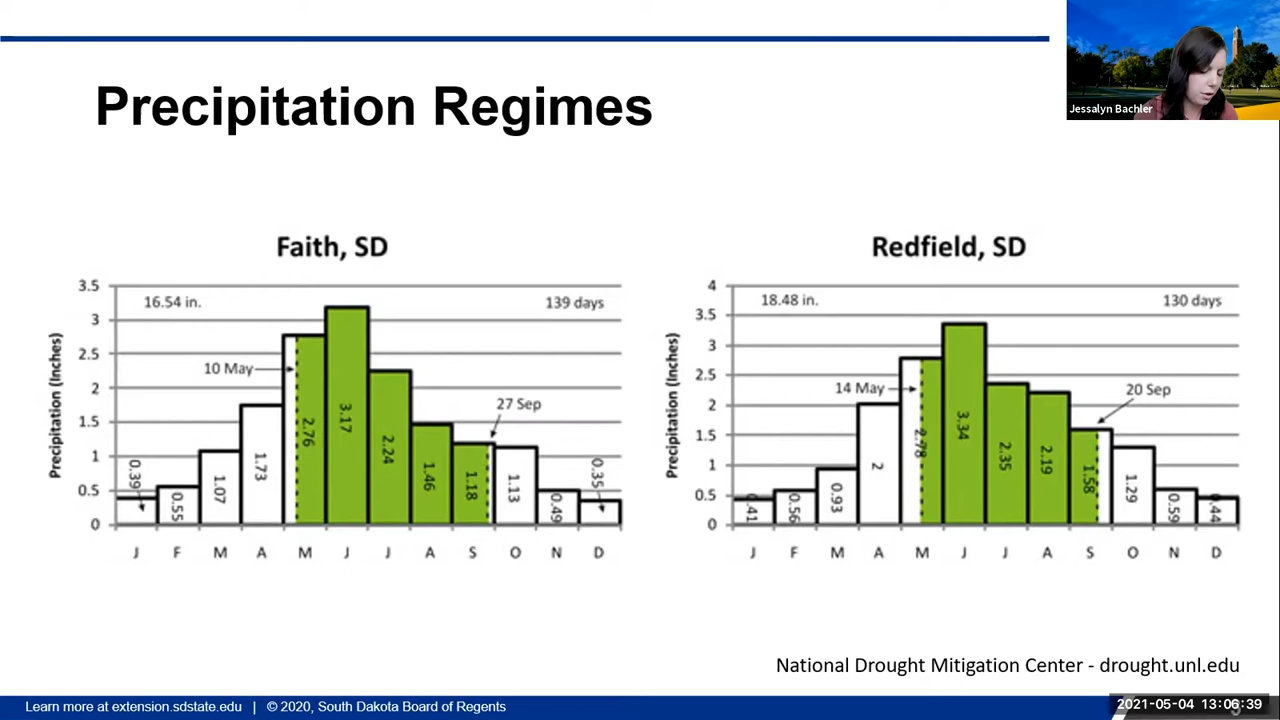 Jessalyn Bachler
Precipitation Regimes
Faith, SD
Precipitation (Inches)
3.5
3
2.5
2
1.5
1
0.5
0
16.54 in.
139 days
10 May
27 Sep
0.39
0.55
1.07
1.73
2.76
3.17
2.24
1.46
1.18
1.13
0.49
0.35
J F M A M J J A S O N D
Redfield, SD
Precipitation (Inches)
4
3.5
3
2.5
2
1.5
1
0.5
0
18.48 in.
130 days
14 May
20 Sep
0.41
0.56
0.93
2
2.78
3.34
2.35
2.19
1.58
1.29
0.59
0.44
J F M A M J J A S O N D
National Drought Mitigation Center - drought.unl.edu
Learn more at extension.sdstate.edu | © 2020, South Dakota Board of Regents
2021-05-04 13:06:39